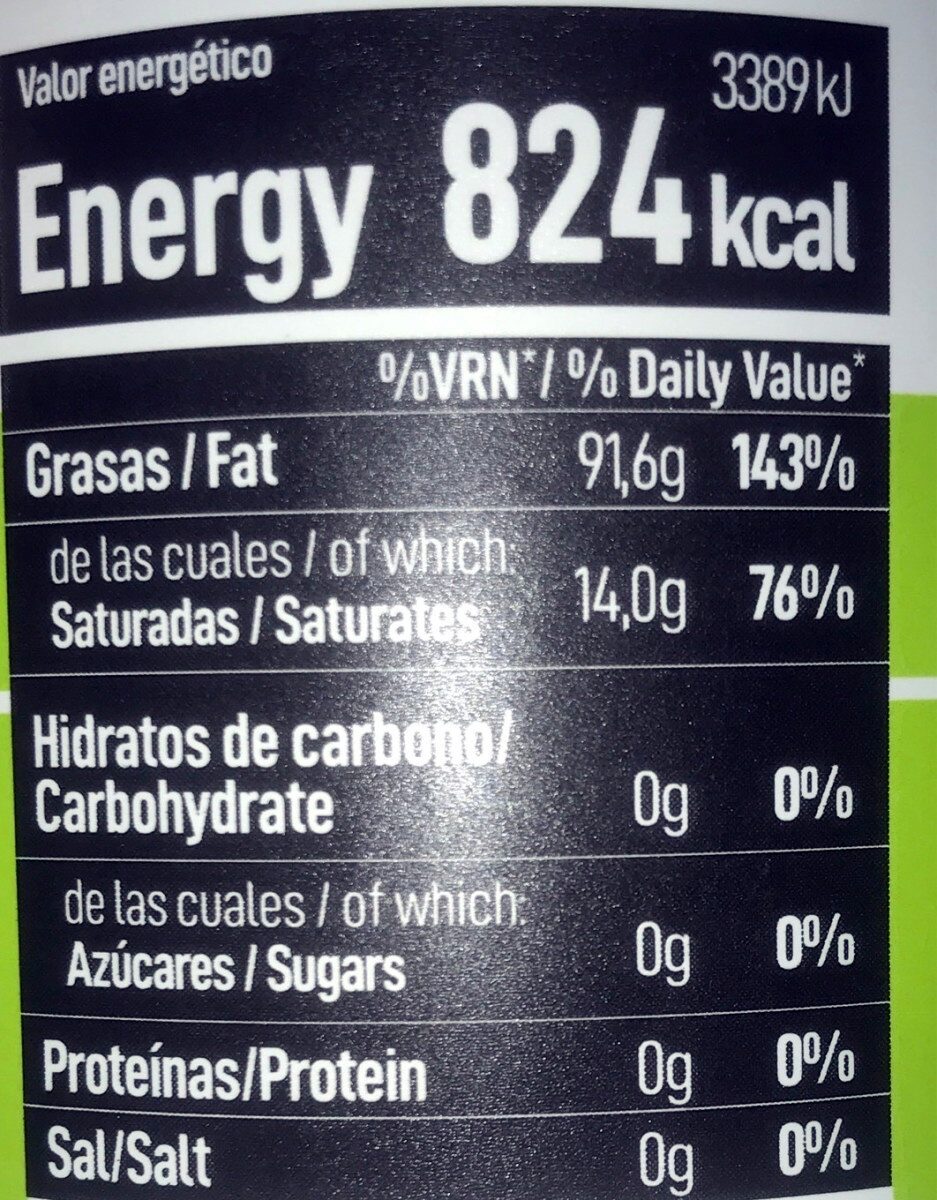 Valor energético 3389 kJ
Energy 824 kcal
%VRN*/ % Daily Value*
Grasas / Fat 91,6g 143%
de las cuales / of which:
Saturadas / Saturates 14,0g 76%
Hidratos de carbono/
Carbohydrate 0g 0%
de las cuales / of which:
Azúcares / Sugars 0g 0%
Proteínas/Protein 0g 0%
Sal/Salt 0g 0%